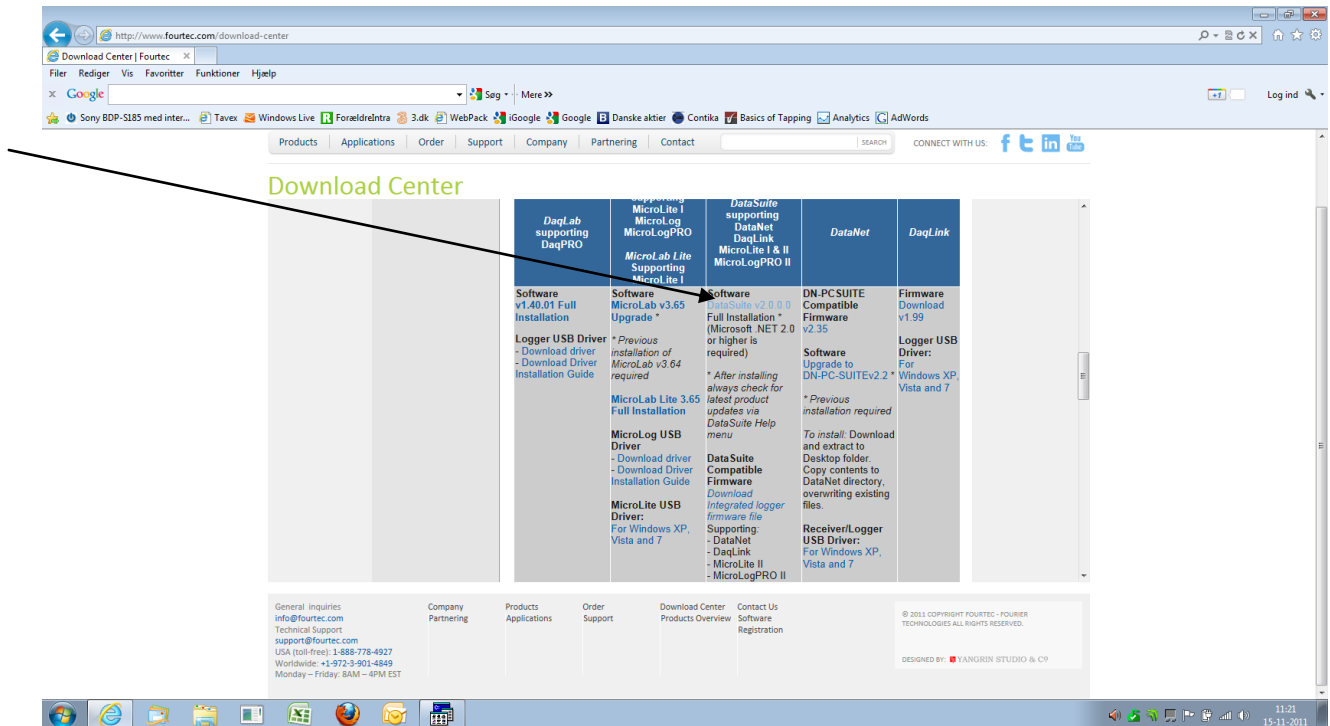 http://www.fourtec.com/download-center
Download Center | Fourtec
Filer Rediger Vis Favoritter Funktioner Hjælp
x Google Søg Mere >> +1 Log ind
Sony BDP-S185 med inter... Tavex Windows Live ForældreIntra 3.dk WebPack Google Google Danske aktier Contika Basics of Tapping Analytics AdWords
Products Applications Order Support Company Partnering Contact SEARCH CONNECT WITH US: f t in You Tube
Download Center
DaqLab
supporting
DaqPRO
supporting
MicroLite I
MicroLog
MicroLogPRO
MicroLab Lite
Supporting
MicroLite I
DataSuite
supporting
DataNet
DaqLink
MicroLite I & II
MicroLogPRO II
DataNet
DaqLink
Software
v1.40.01 Full
Installation
Logger USB Driver
- Download driver
- Download Driver
Installation Guide
Software
MicroLab v3.65
Upgrade *
* Previous
installation of
MicroLab v3.64
required
MicroLab Lite 3.65
Full Installation
MicroLog USB
Driver
- Download driver
- Download Driver
Installation Guide
MicroLite USB
Driver:
For Windows XP,
Vista and 7
Software
DataSuite v2.0.0.0
Full Installation *
(Microsoft .NET 2.0
or higher is
required)
* After installing
always check for
latest product
updates via
DataSuite Help
menu
DataSuite
Compatible
Firmware
Download
Integrated logger
firmware file
Supporting:
- DataNet
- DaqLink
- MicroLite II
- MicroLogPRO II
DN-PCSUITE
Compatible
Firmware
v2.35
Software
Upgrade to
DN-PC-SUITEv2.2 *
* Previous
installation required
To install: Download
and extract to
Desktop folder.
Copy contents to
DataNet directory,
overwriting existing
files.
Receiver/Logger
USB Driver:
For Windows XP,
Vista and 7
Firmware
Download
v1.99
Logger USB
Driver:
For
Windows XP,
Vista and 7
General inquiries
info@fourtec.com
Technical Support
support@fourtec.com
USA (toll-free): 1-888-778-4927
Worldwide: +1-972-3-901-4849
Monday – Friday: 8AM – 4PM EST
Company
Partnering
Products
Applications
Order
Support
Download Center
Products Overview
Contact Us
Software
Registration
© 2011 COPYRIGHT FOURTEC - FOURIER
TECHNOLOGIES ALL RIGHTS RESERVED.
DESIGNED BY: YANGRIN STUDIO & Co
11:21
15-11-2011